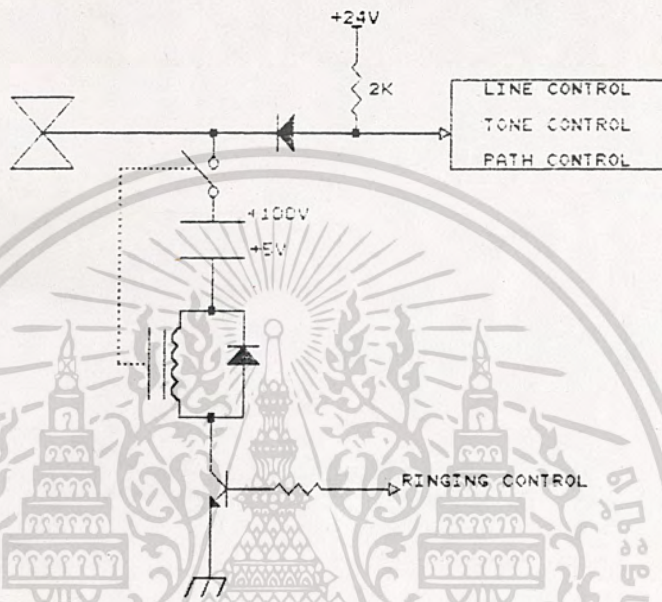 +24V
2K
LINE CONTROL
TONE CONTROL
PATH CONTROL
+100V
+5V
RINGING CONTROL